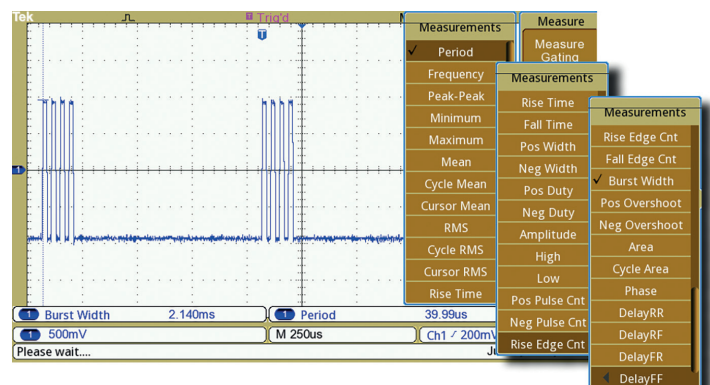 Tek
Trig'd
M
T
1
Measurements
Period
Frequency
Peak-Peak
Minimum
Maximum
Mean
Cycle Mean
Cursor Mean
RMS
Cycle RMS
Cursor RMS
Rise Time
Measure
Measure
Gating
Measurements
Rise Time
Fall Time
Pos Width
Neg Width
Pos Duty
Neg Duty
Amplitude
High
Low
Pos Pulse Cnt
Neg Pulse Cnt
Rise Edge Cnt
Measurements
Rise Edge Cnt
Fall Edge Cnt
Burst Width
Pos Overshoot
Neg Overshoot
Area
Cycle Area
Phase
DelayRR
DelayRF
DelayFR
DelayFF
1 Burst Width 2.140ms
1 Period 39.99us
1 500mV
M 250us
Ch1 200mV
Please wait....